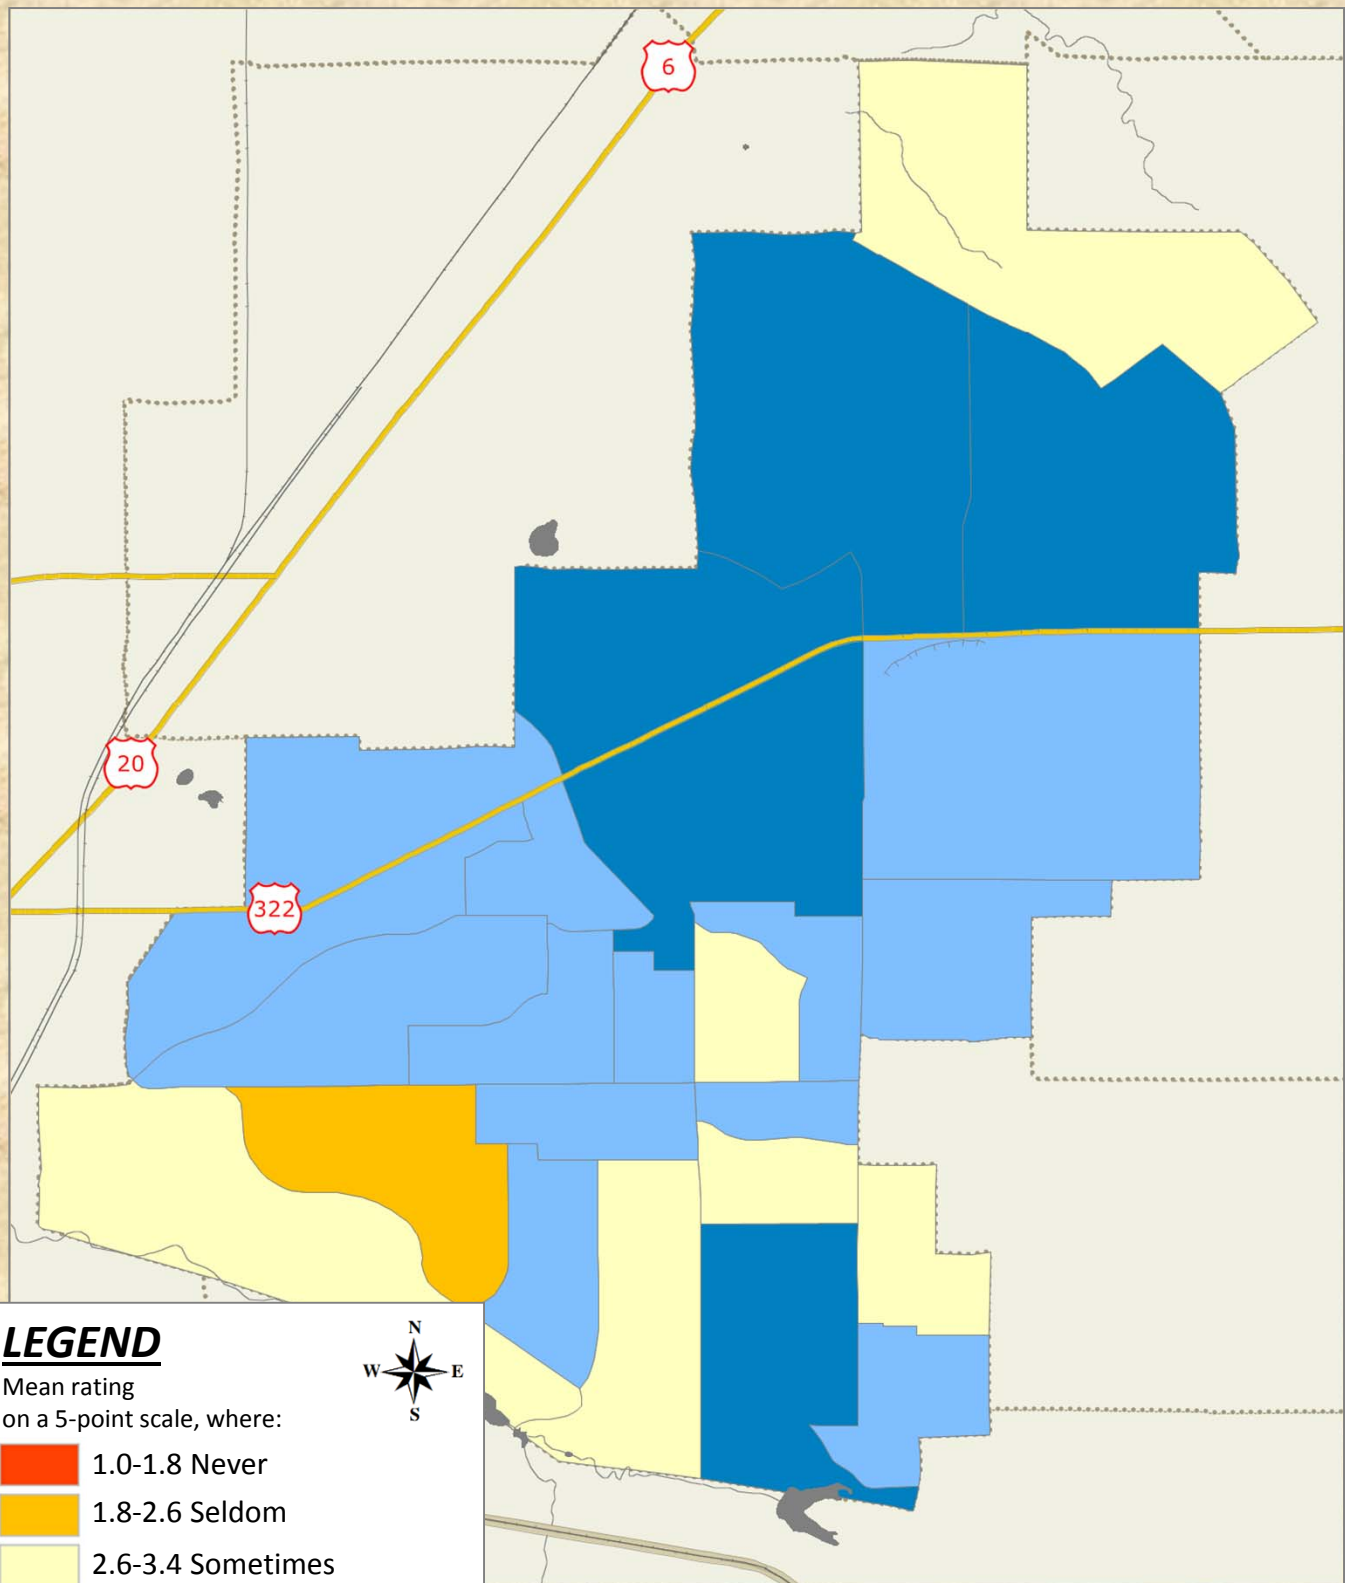 6
20
322
LEGEND
N
W E
S
Mean rating
on a 5-point scale, where:
1.0-1.8 Never
1.8-2.6 Seldom
2.6-3.4 Sometimes